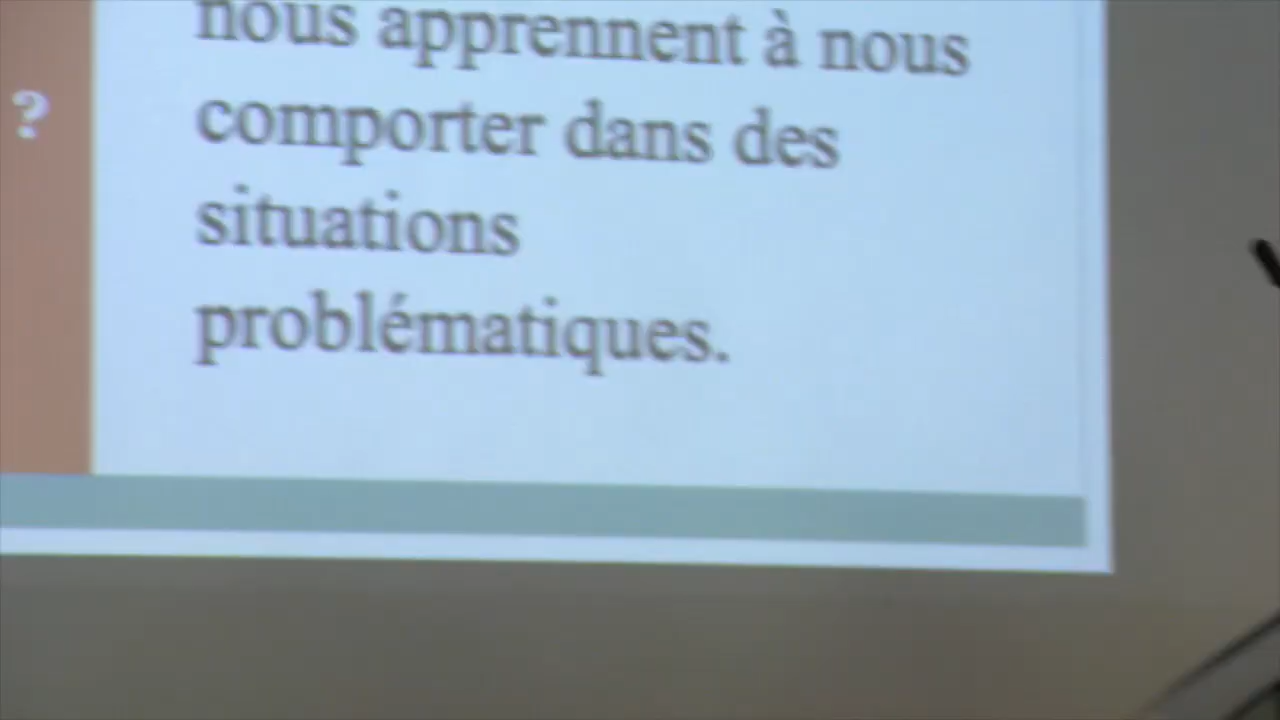 ?
nous apprennent à nous
comporter dans des
situations
problématiques.